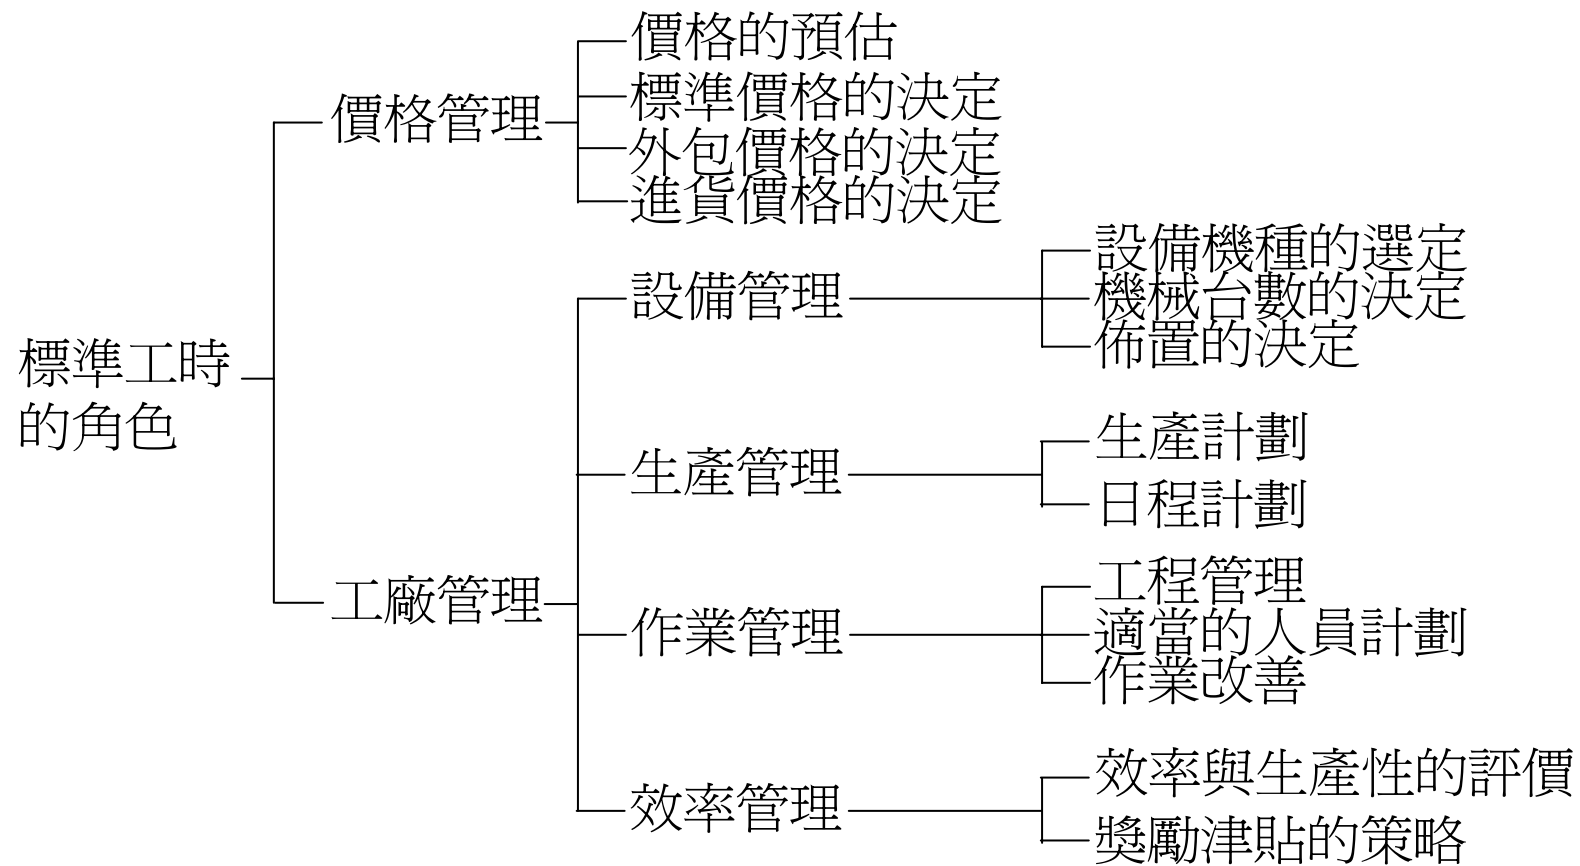 標準工時
的角色
價格管理
價格的預估
標準價格的決定
外包價格的決定
進貨價格的決定
工廠管理
設備管理
設備機種的選定
機械台數的決定
佈置的決定
生產管理
生產計劃
日程計劃
作業管理
工程管理
適當的人員計劃
作業改善
效率管理
效率與生產性的評價
獎勵津貼的策略